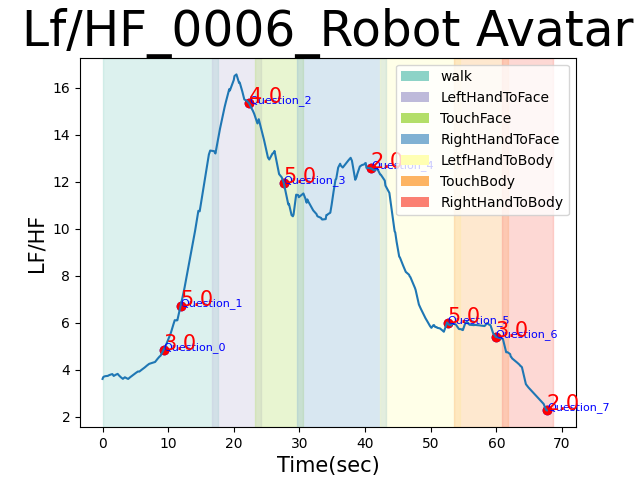 Lf/HF_0006_Robot Avatar
walk
LeftHandToFace
TouchFace
RightHandToFace
LetfHandToBody
TouchBody
RightHandToBody
4.0
Question_2
5.0
Question_3
2.0
Question_4
5.0
Question_1
3.0
Question_0
5.0
Question_5
3.0
Question_6
2.0
Question_7
LF/HF
16
14
12
10
8
6
4
2
0
10
20
30
40
50
60
70
Time(sec)